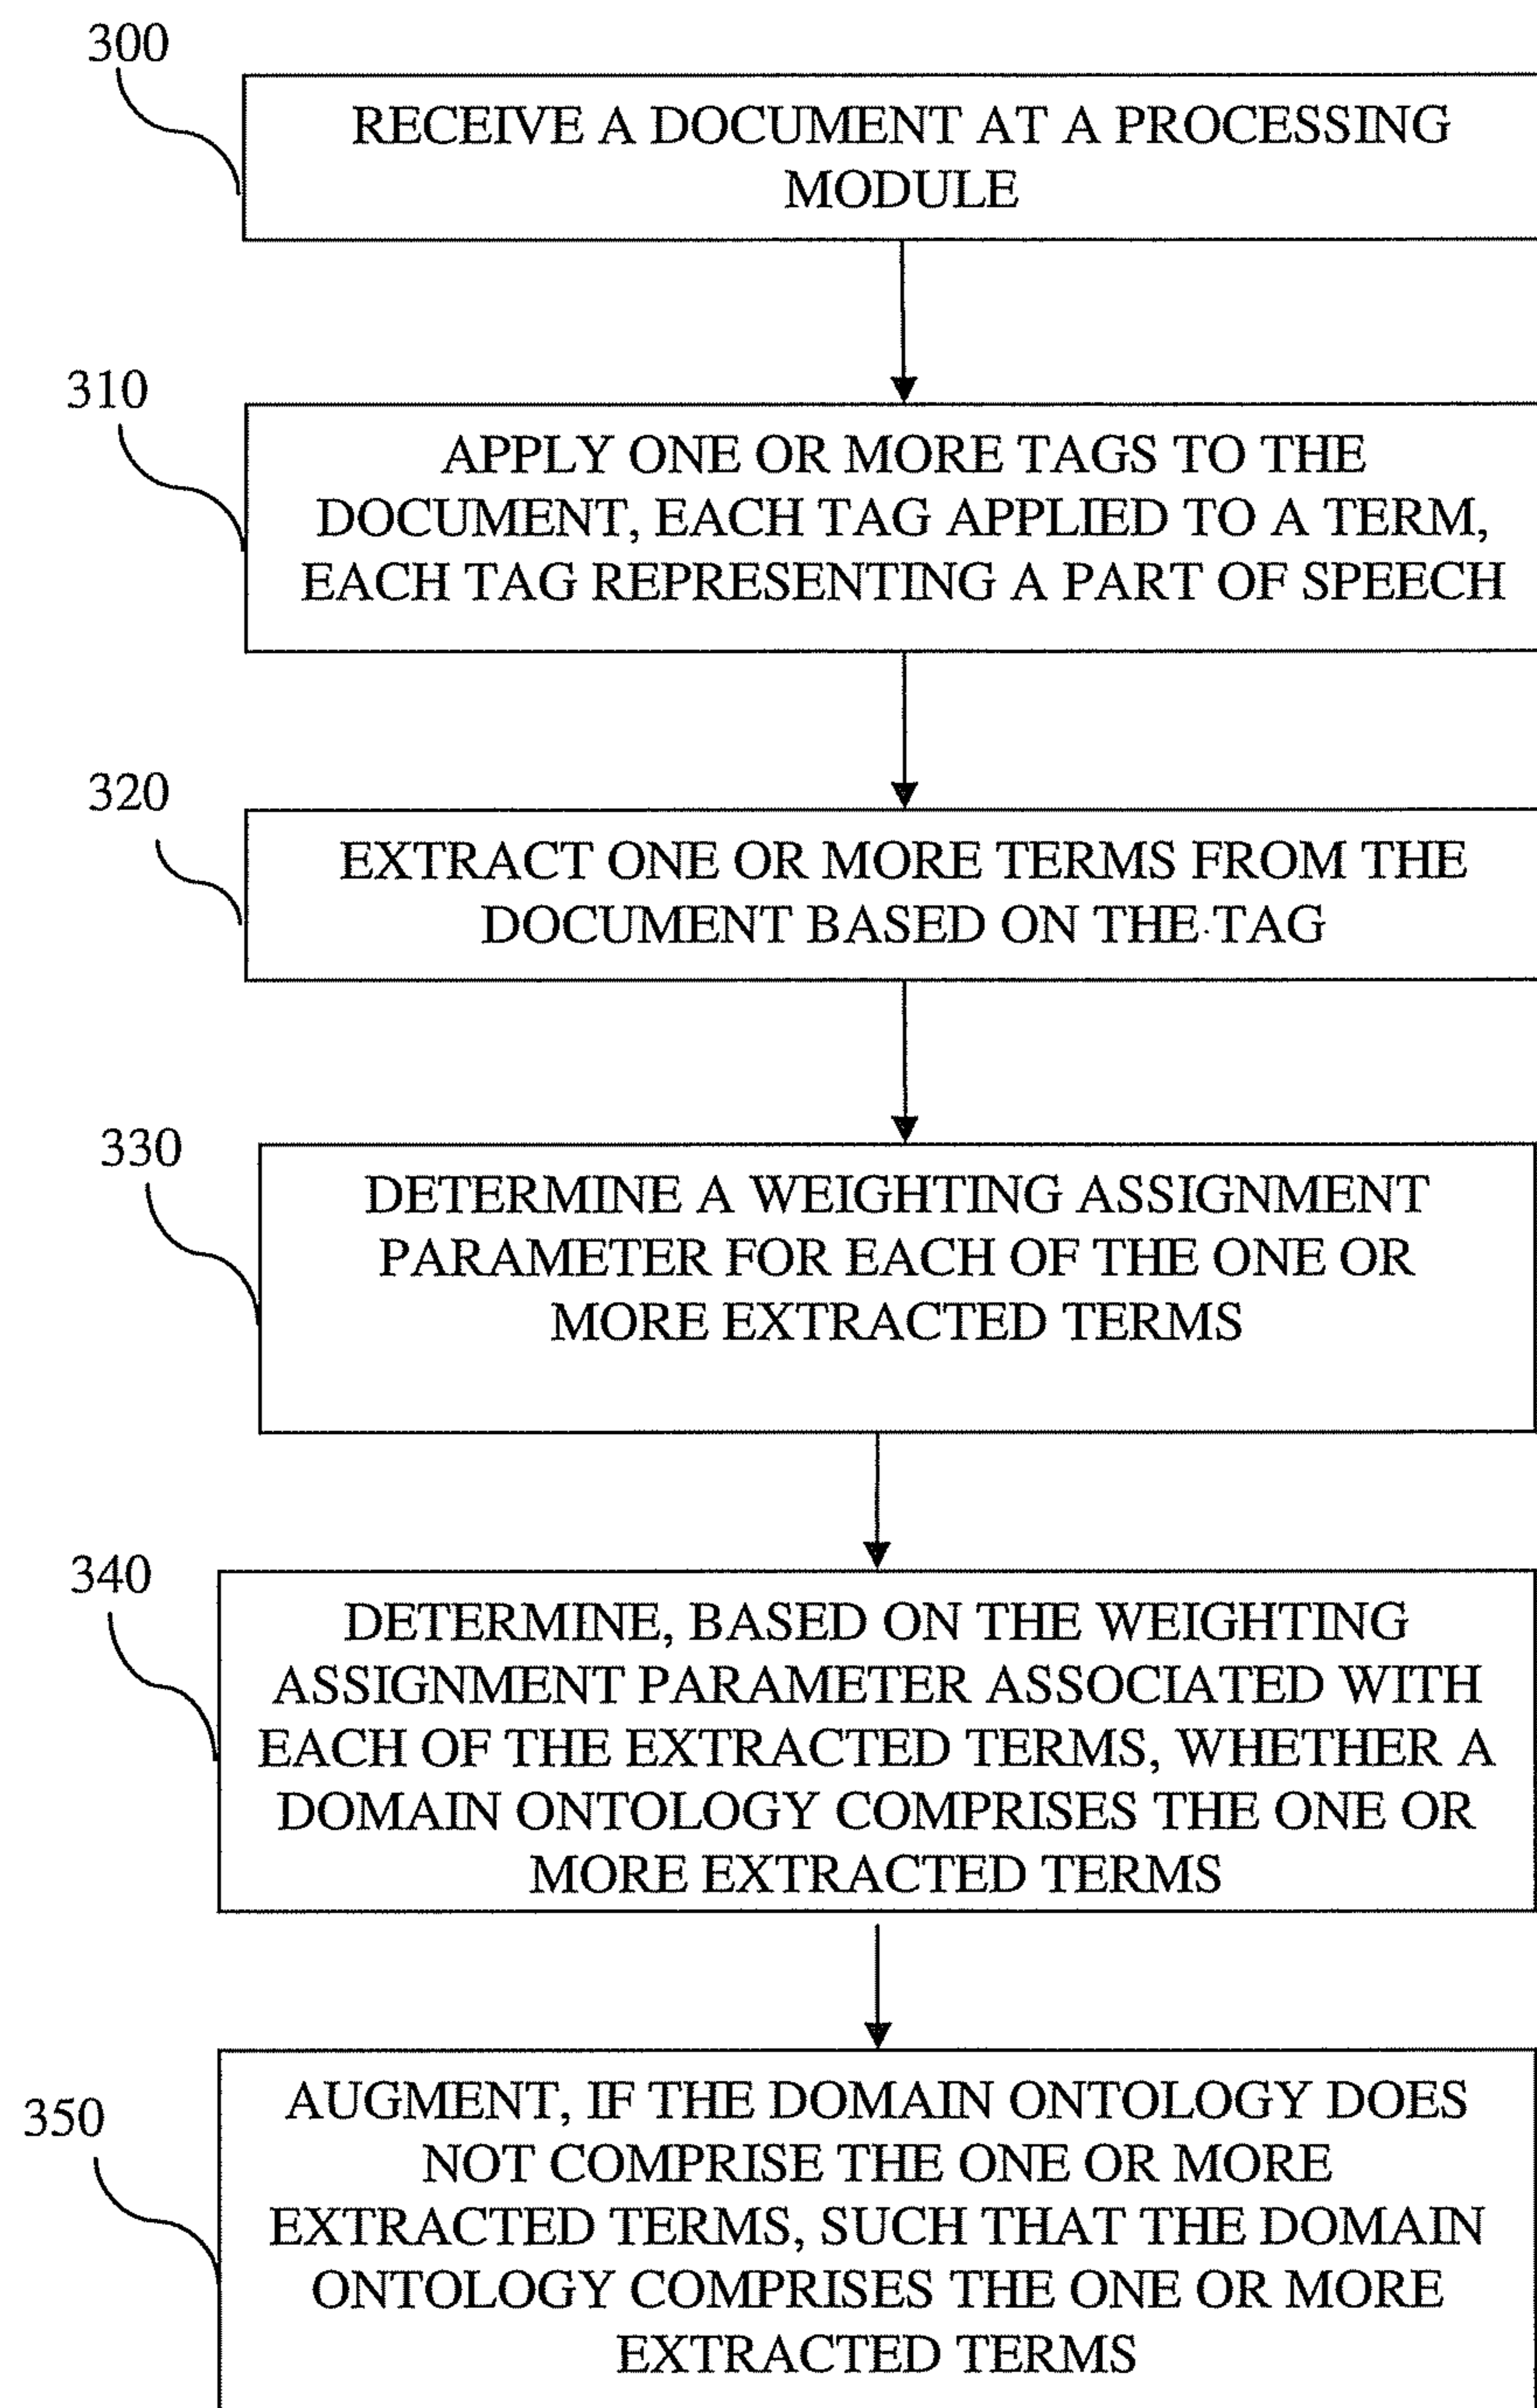 300
RECEIVE A DOCUMENT AT A PROCESSING
MODULE
310
APPLY ONE OR MORE TAGS TO THE
DOCUMENT, EACH TAG APPLIED TO A TERM,
EACH TAG REPRESENTING A PART OF SPEECH
320
EXTRACT ONE OR MORE TERMS FROM THE
DOCUMENT BASED ON THE TAG
330
DETERMINE A WEIGHTING ASSIGNMENT
PARAMETER FOR EACH OF THE ONE OR
MORE EXTRACTED TERMS
340
DETERMINE, BASED ON THE WEIGHTING
ASSIGNMENT PARAMETER ASSOCIATED WITH
EACH OF THE EXTRACTED TERMS, WHETHER A
DOMAIN ONTOLOGY COMPRISES THE ONE OR
MORE EXTRACTED TERMS
350
AUGMENT, IF THE DOMAIN ONTOLOGY DOES
NOT COMPRISE THE ONE OR MORE
EXTRACTED TERMS, SUCH THAT THE DOMAIN
ONTOLOGY COMPRISES THE ONE OR MORE
EXTRACTED TERMS